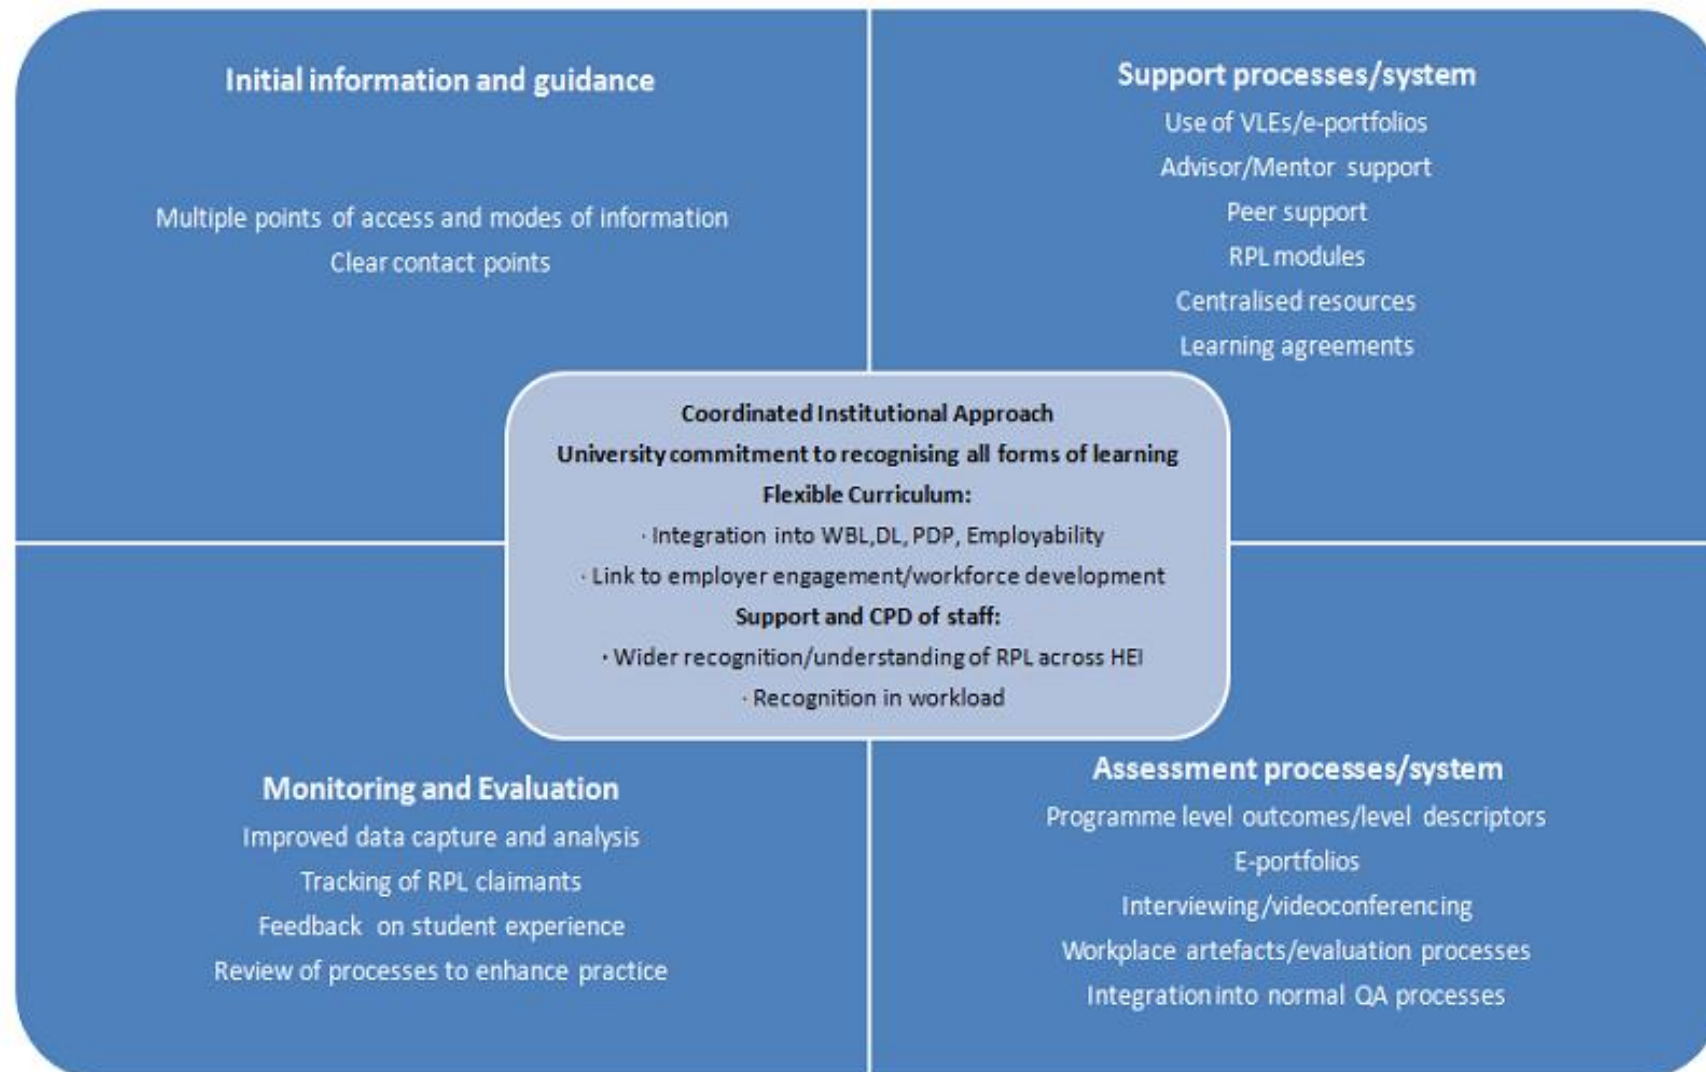 Initial information and guidance
Multiple points of access and modes of information
Clear contact points
Support processes/system
Use of VLEs/e-portfolios
Advisor/Mentor support
Peer support
RPL modules
Centralised resources
Learning agreements
Coordinated Institutional Approach
University commitment to recognising all forms of learning
Flexible Curriculum:
· Integration into WBL,DL, PDP, Employability
· Link to employer engagement/workforce development
Support and CPD of staff:
· Wider recognition/understanding of RPL across HEI
· Recognition in workload
Monitoring and Evaluation
Improved data capture and analysis
Tracking of RPL claimants
Feedback on student experience
Review of processes to enhance practice
Assessment processes/system
Programme level outcomes/level descriptors
E-portfolios
Interviewing/videoconferencing
Workplace artefacts/evaluation processes
Integration into normal QA processes